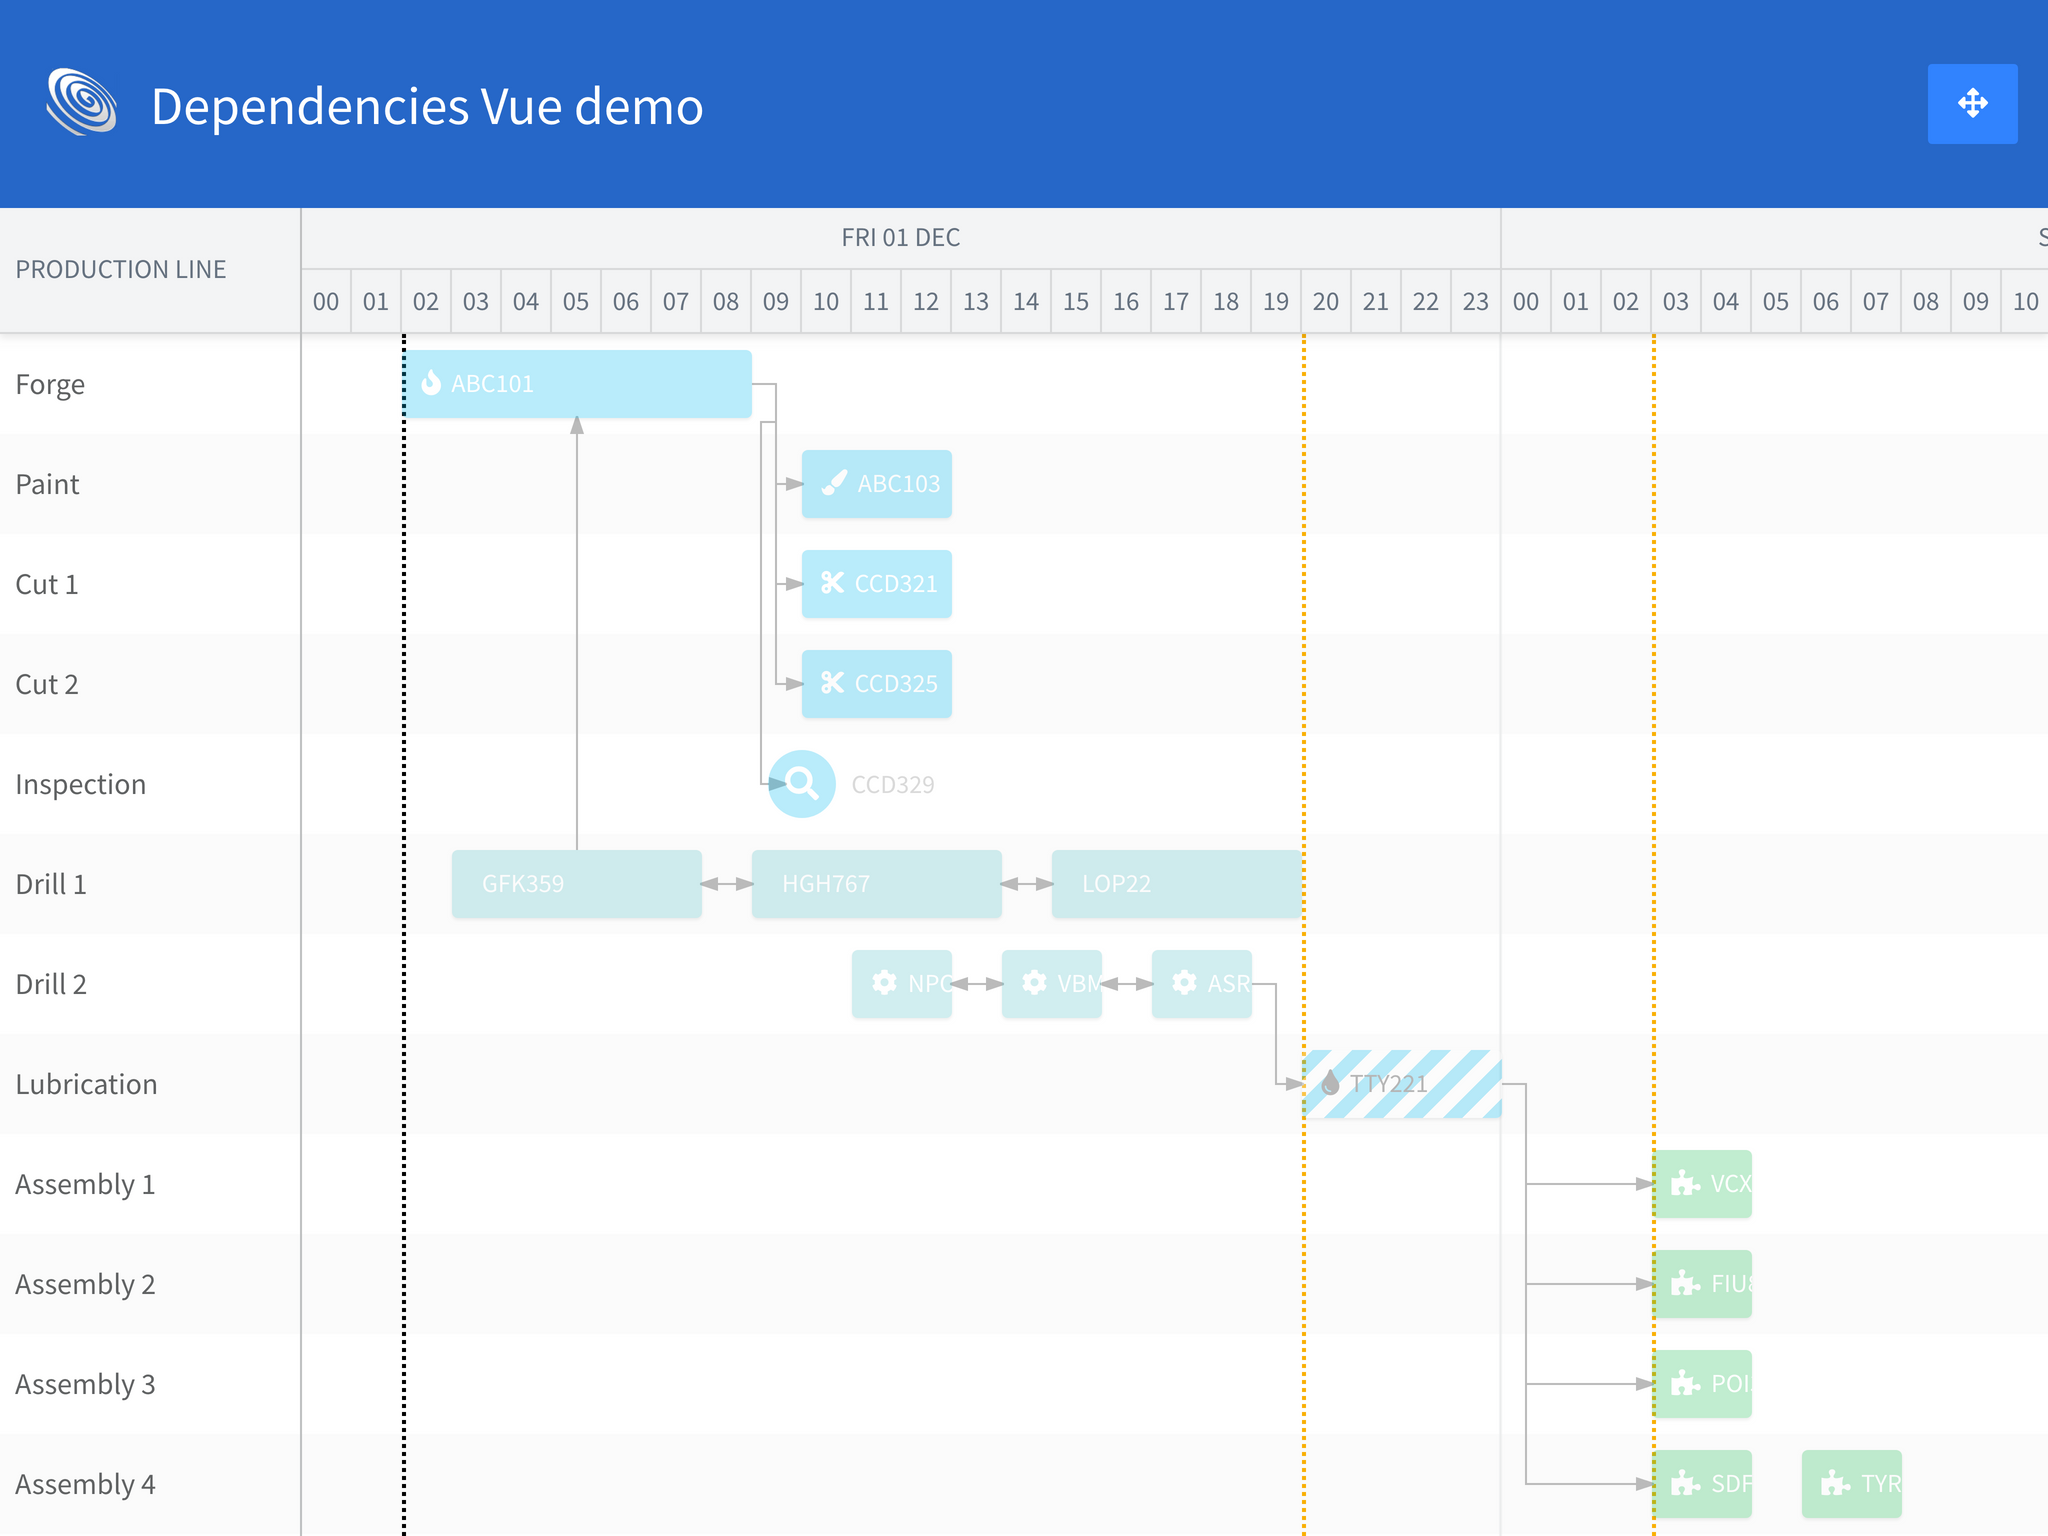 Dependencies Vue demo
PRODUCTION LINE
FRI 01 DEC
S
00 01 02 03 04 05 06 07 08 09 10 11 12 13 14 15 16 17 18 19 20 21 22 23 00 01 02 03 04 05 06 07 08 09 10
Forge
ABC101
Paint
ABC103
Cut 1
CCD321
Cut 2
CCD325
Inspection
CCD329
Drill 1
GFK359 HGH767 LOP22
Drill 2
NPC VBM ASR
Lubrication
TTY221
Assembly 1
VCX
Assembly 2
FIU8
Assembly 3
POI
Assembly 4
SDF TYR